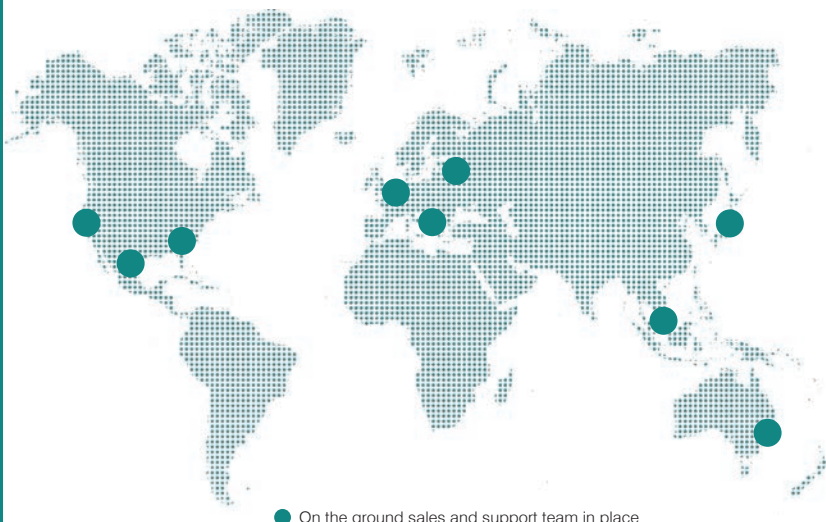 On the ground sales and support team in place